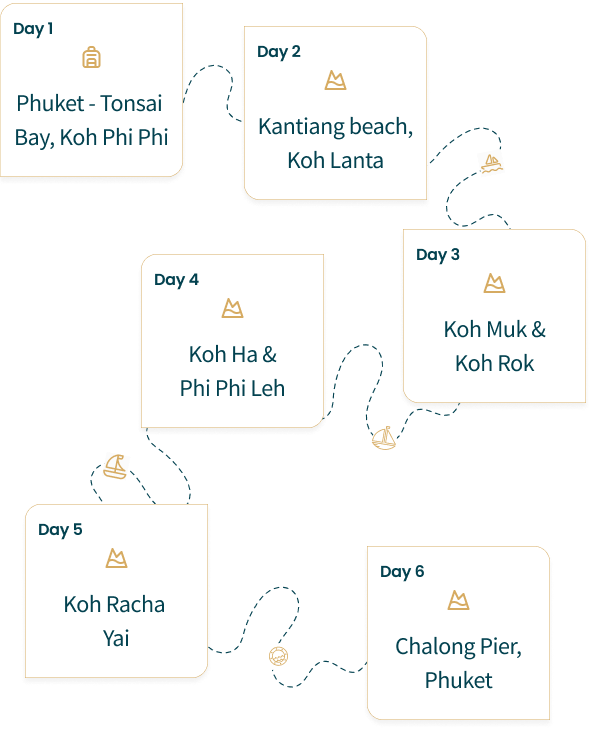 Day 1
Phuket - Tonsai
Bay, Koh Phi Phi
Day 2
Kantiang beach,
Koh Lanta
Day 3
Koh Muk &
Koh Rok
Day 4
Koh Ha &
Phi Phi Leh
Day 5
Koh Racha
Yai
Day 6
Chalong Pier,
Phuket